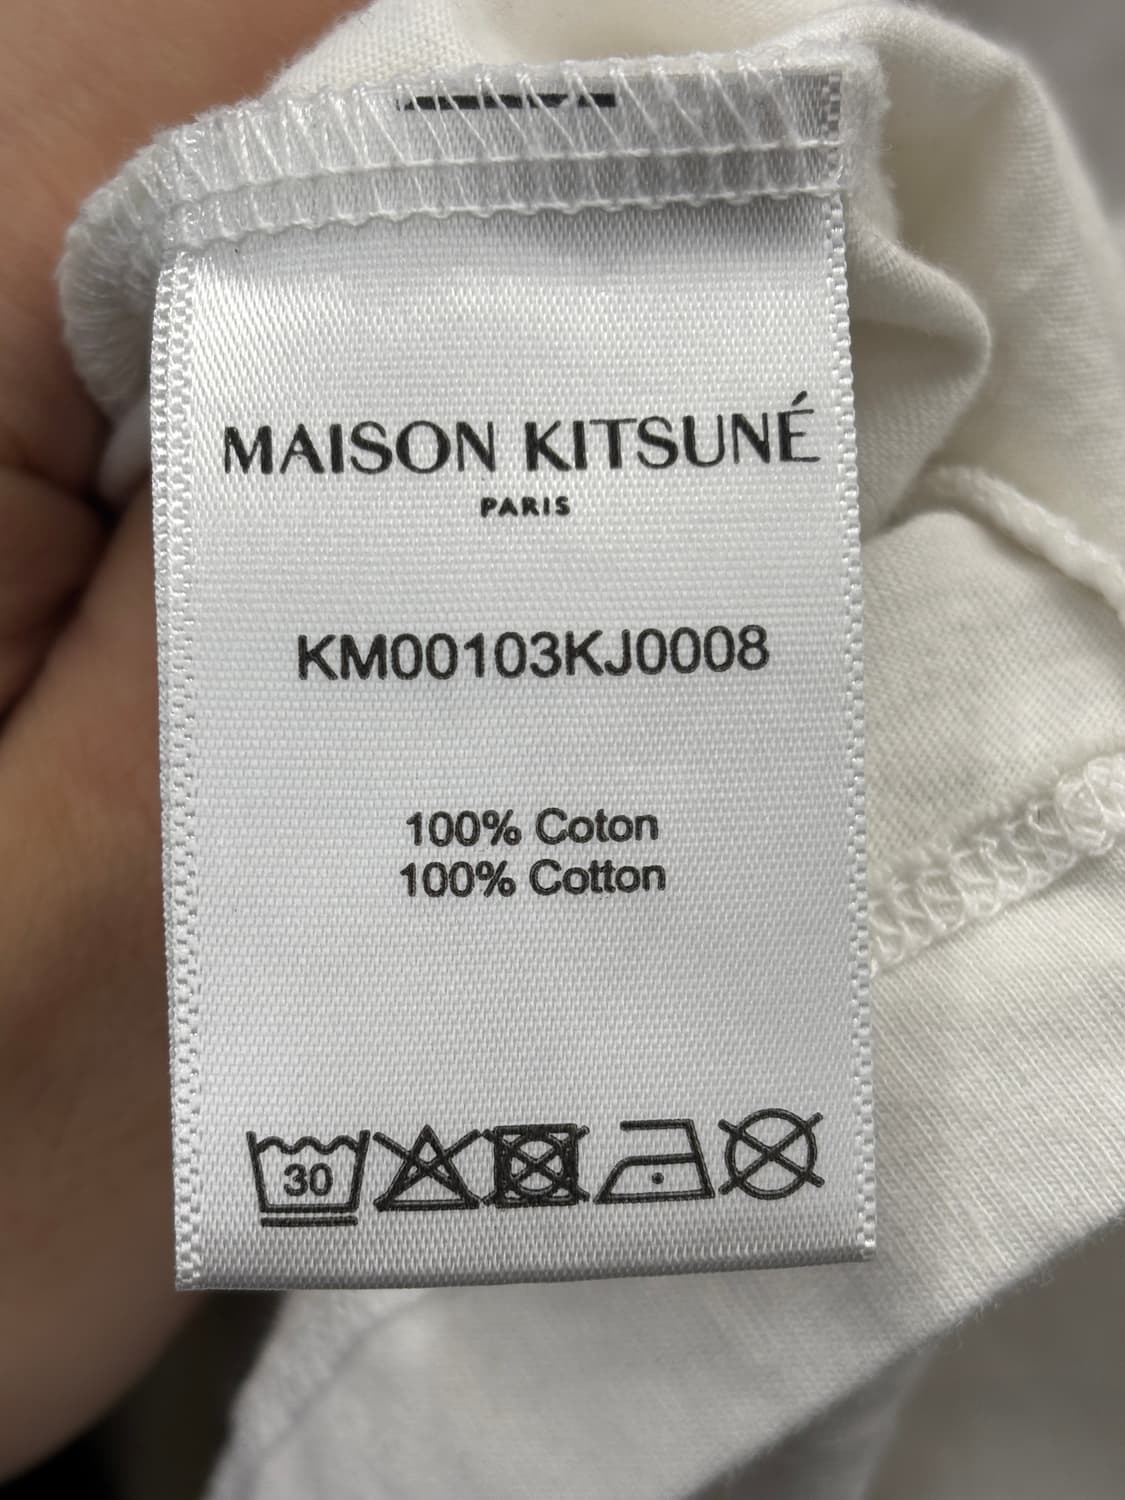 MAISON KITSUNÉ
PARIS
KM00103KJ0008
100% Coton
100% Cotton
30